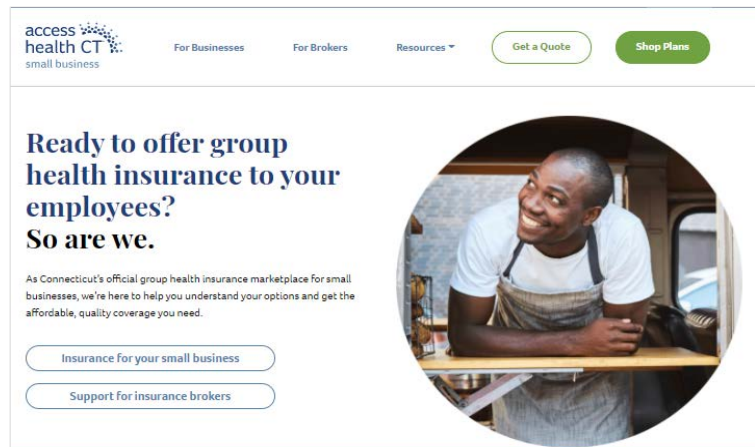 access
health CT
small business
For Businesses
For Brokers
Resources
Get a Quote
Shop Plans
Ready to offer group
health insurance to your
employees?
So are we.
As Connecticut's official group health insurance marketplace for small
businesses, we're here to help you understand your options and get the
affordable, quality coverage you need.
Insurance for your small business
Support for insurance brokers